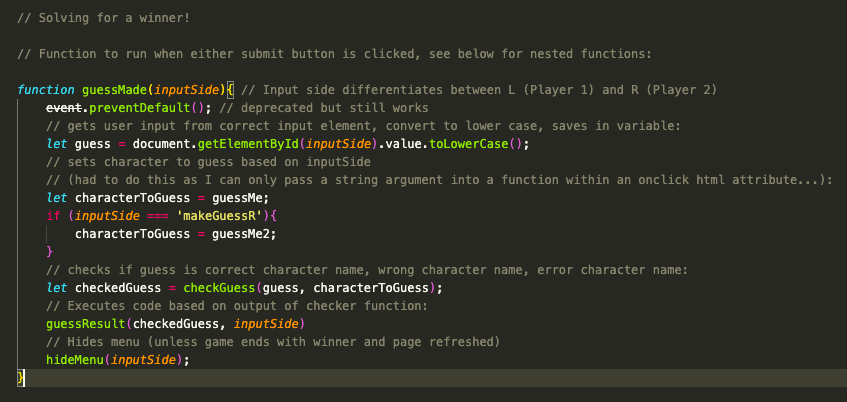 // Solving for a winner!
// Function to run when either submit button is clicked, see below for nested functions:
function guessMade(inputSide){ // Input side differentiates between L (Player 1) and R (Player 2)
event.preventDefault(); // deprecated but still works
// gets user input from correct input element, convert to lower case, saves in variable:
let guess = document.getElementById(inputSide).value.toLowerCase();
// sets character to guess based on inputSide
// (had to do this as I can only pass a string argument into a function within an onclick html attribute...):
let characterToGuess = guessMe;
if (inputSide === 'makeGuessR'){
characterToGuess = guessMe2;
}
// checks if guess is correct character name, wrong character name, error character name:
let checkedGuess = checkGuess(guess, characterToGuess);
// Executes code based on output of checker function:
guessResult(checkedGuess, inputSide)
// Hides menu (unless game ends with winner and page refreshed)
hideMenu(inputSide);
}